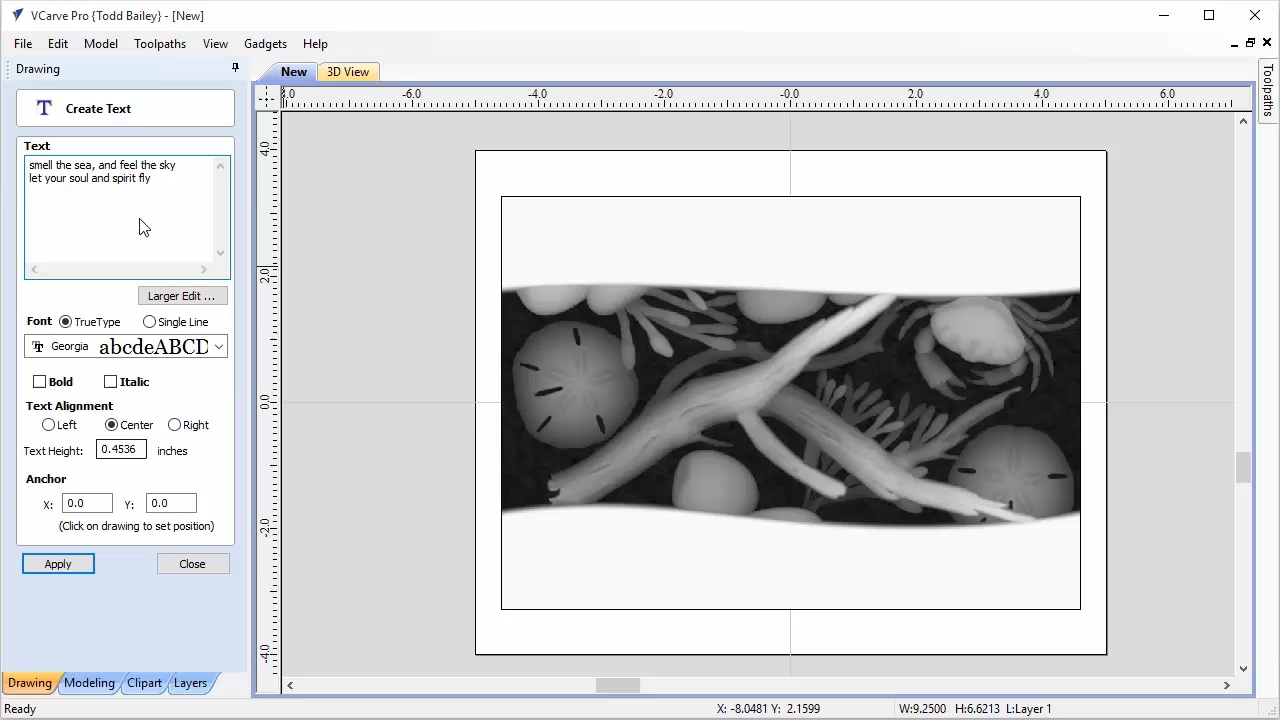 VCarve Pro {Todd Bailey} - [New]
File Edit Model Toolpaths View Gadgets Help
Drawing
New 3D View
Toolpaths
T Create Text
Text
smell the sea, and feel the sky
let your soul and spirit fly
Larger Edit ...
Font TrueType Single Line
Georgia abcdeABCD
Bold Italic
Text Alignment
Left Center Right
Text Height: 0.4536 inches
Anchor
X: 0.0 Y: 0.0
(Click on drawing to set position)
Apply Close
Drawing Modeling Clipart Layers
8.0 -6.0 -4.0 -2.0 -0.0 2.0 4.0 6.0
4.0
2.0
0.0
-2.0
-4.0
Ready X: -8.0481 Y: 2.1599 W:9.2500 H:6.6213 L:Layer 1